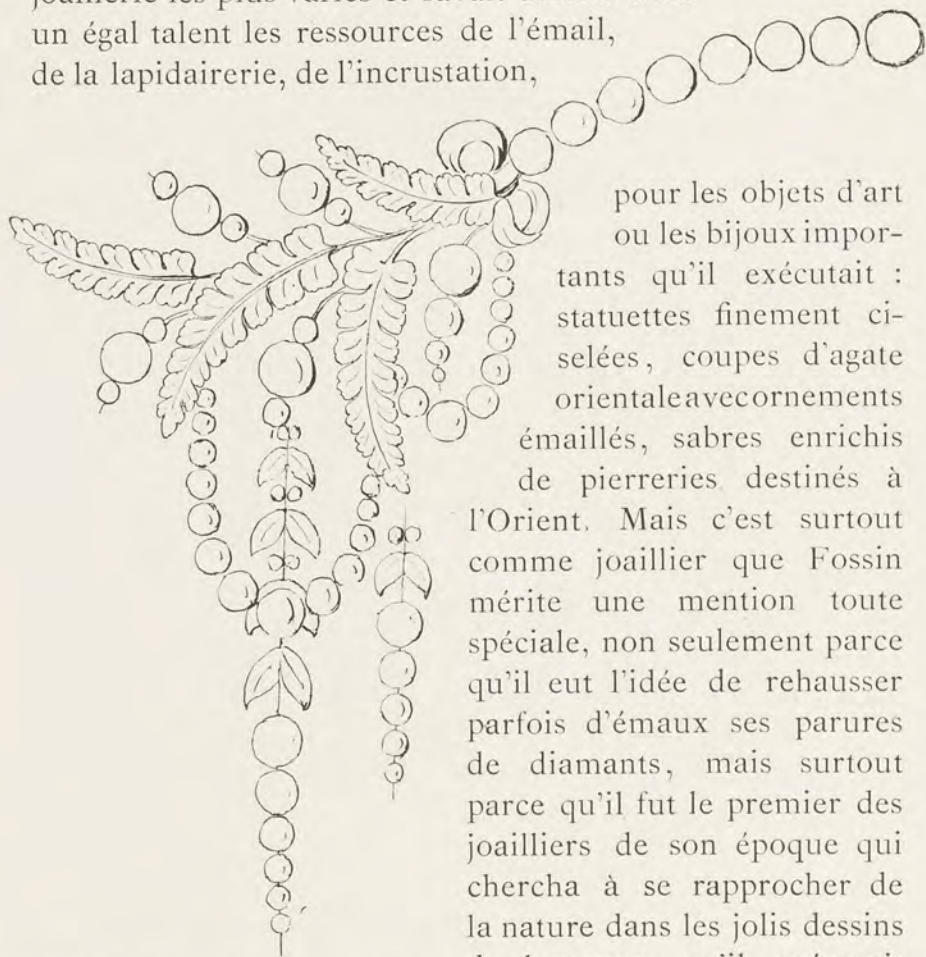 un égal talent les ressources de l'émail,
de la lapidairerie, de l'incrustation,
pour les objets d'art
ou les bijoux impor-
tants qu'il exécutait :
statuettes finement ci-
selées, coupes d'agate
orientale avec ornements
émaillés, sabres enrichis
de pierreries destinés à
l'Orient. Mais c'est surtout
comme joaillier que Fossin
mérite une mention toute
spéciale, non seulement parce
qu'il eut l'idée de rehausser
parfois d'émaux ses parures
de diamants, mais surtout
parce qu'il fut le premier des
joailliers de son époque qui
chercha à se rapprocher de
la nature dans les jolis dessins